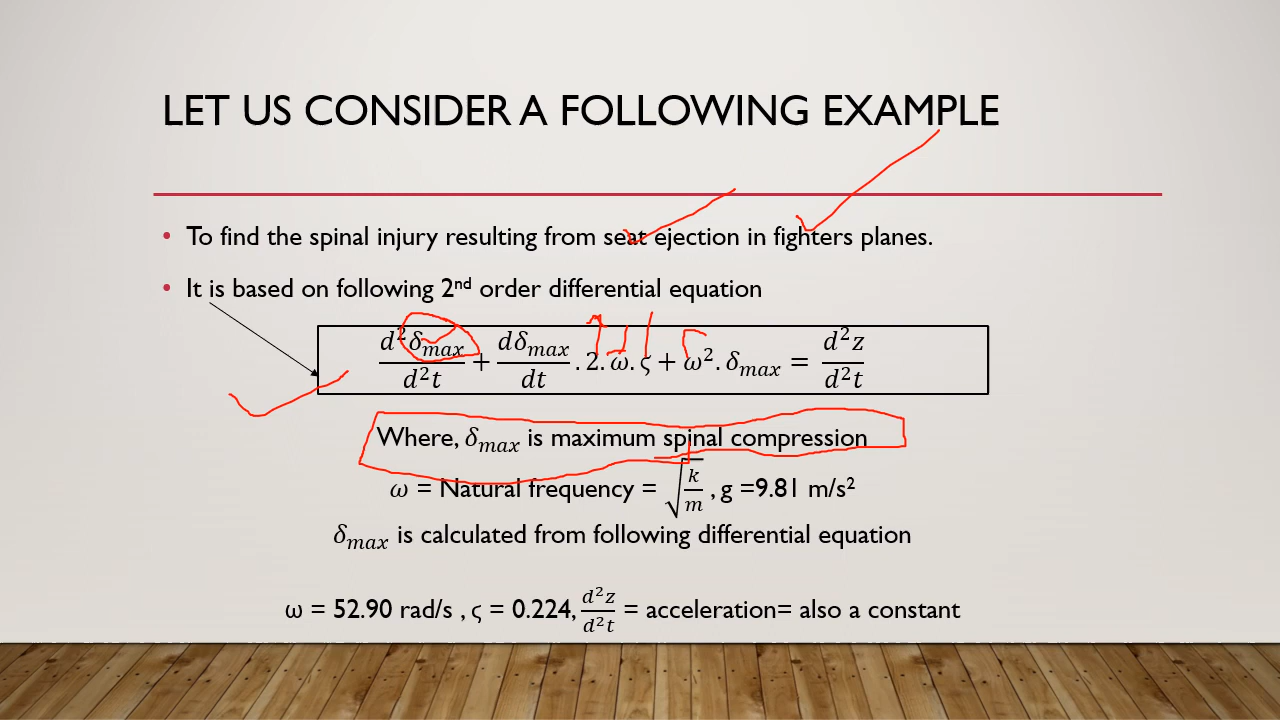 LET US CONSIDER A FOLLOWING EXAMPLE
• To find the spinal injury resulting from seat ejection in fighters planes.
• It is based on following 2nd order differential equation
d²δmax/d²t + dδmax/dt . 2. ω. ς + ω². δmax = d²z/d²t
Where, δmax is maximum spinal compression
ω = Natural frequency = √(k/m) , g =9.81 m/s²
δmax is calculated from following differential equation
ω = 52.90 rad/s , ς = 0.224, d²z/d²t = acceleration= also a constant